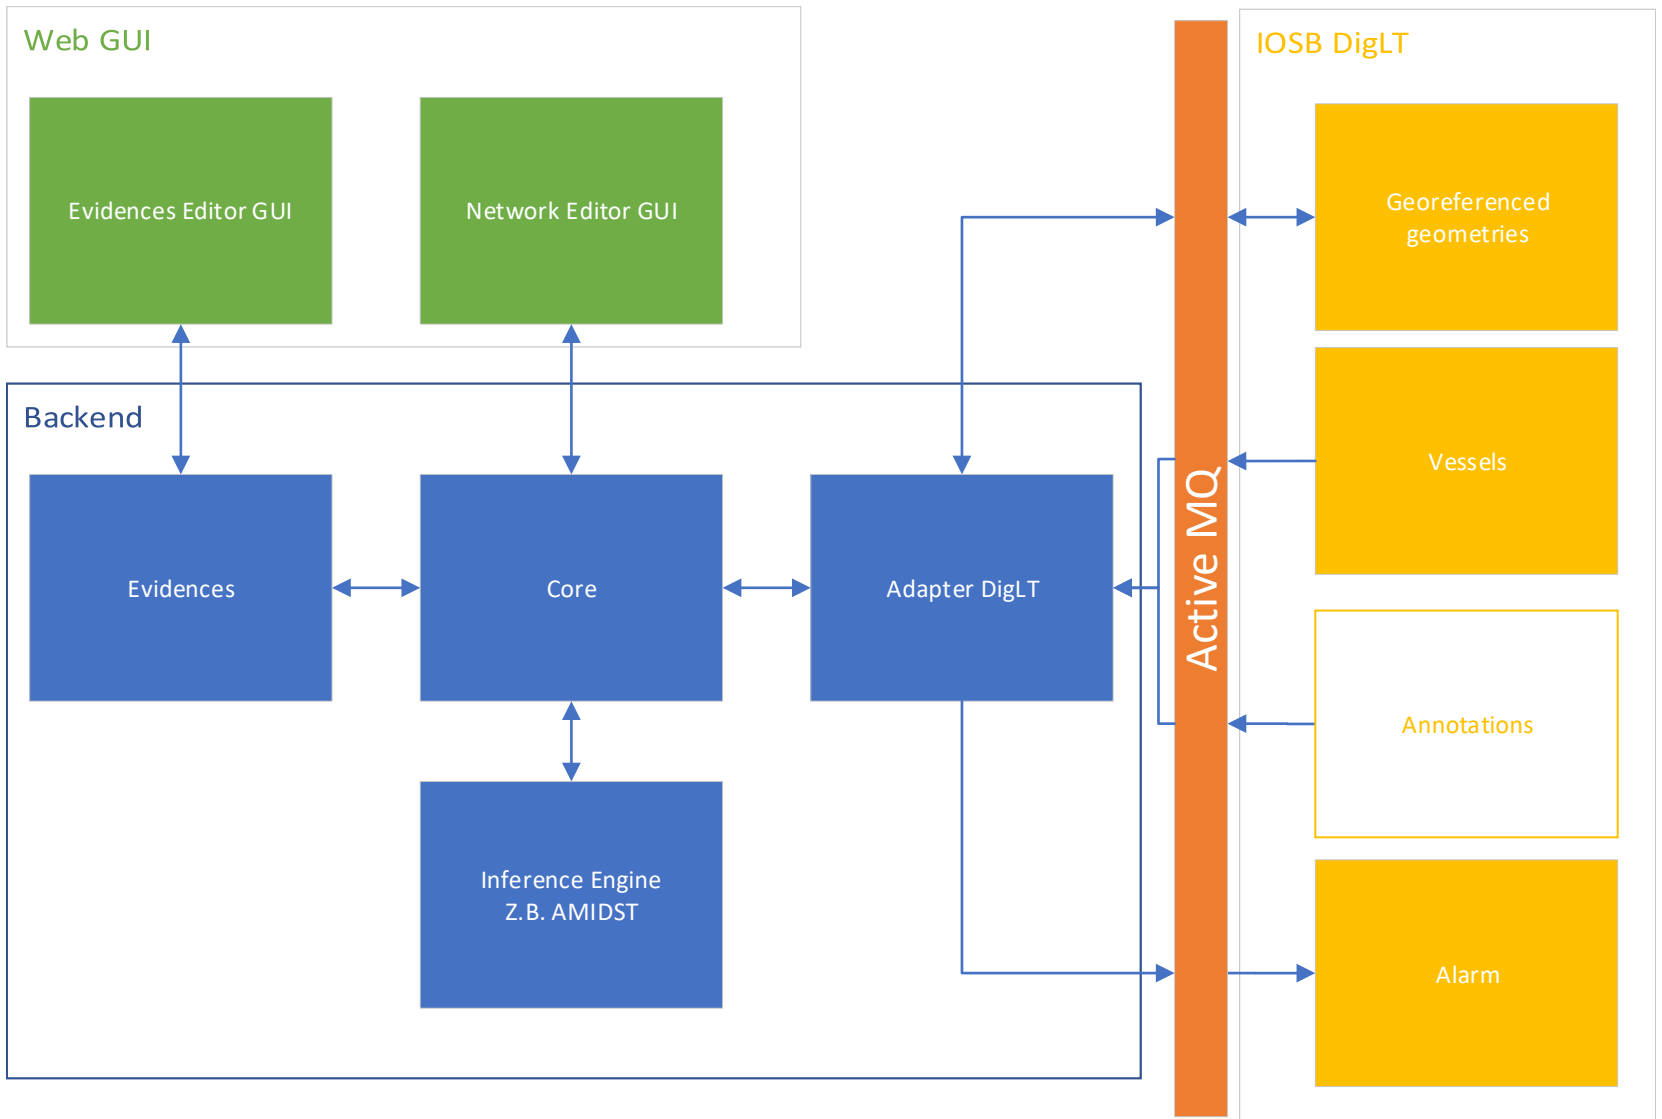 Web GUI
Evidences Editor GUI
Network Editor GUI
Backend
Evidences
Core
Adapter DigLT
Inference Engine
Z.B. AMIDST
Active MQ
IOSB DigLT
Georeferenced
geometries
Vessels
Annotations
Alarm